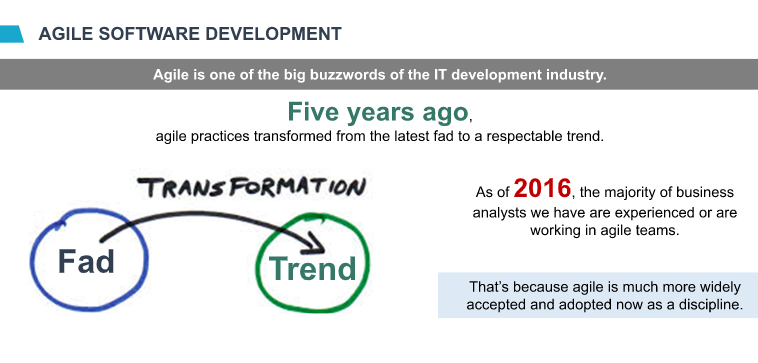 AGILE SOFTWARE DEVELOPMENT
Agile is one of the big buzzwords of the IT development industry.
Five years ago,
agile practices transformed from the latest fad to a respectable trend.
TRANSFORMATION
Fad
Trend
As of 2016, the majority of business
analysts we have are experienced or are
working in agile teams.
That’s because agile is much more widely
accepted and adopted now as a discipline.